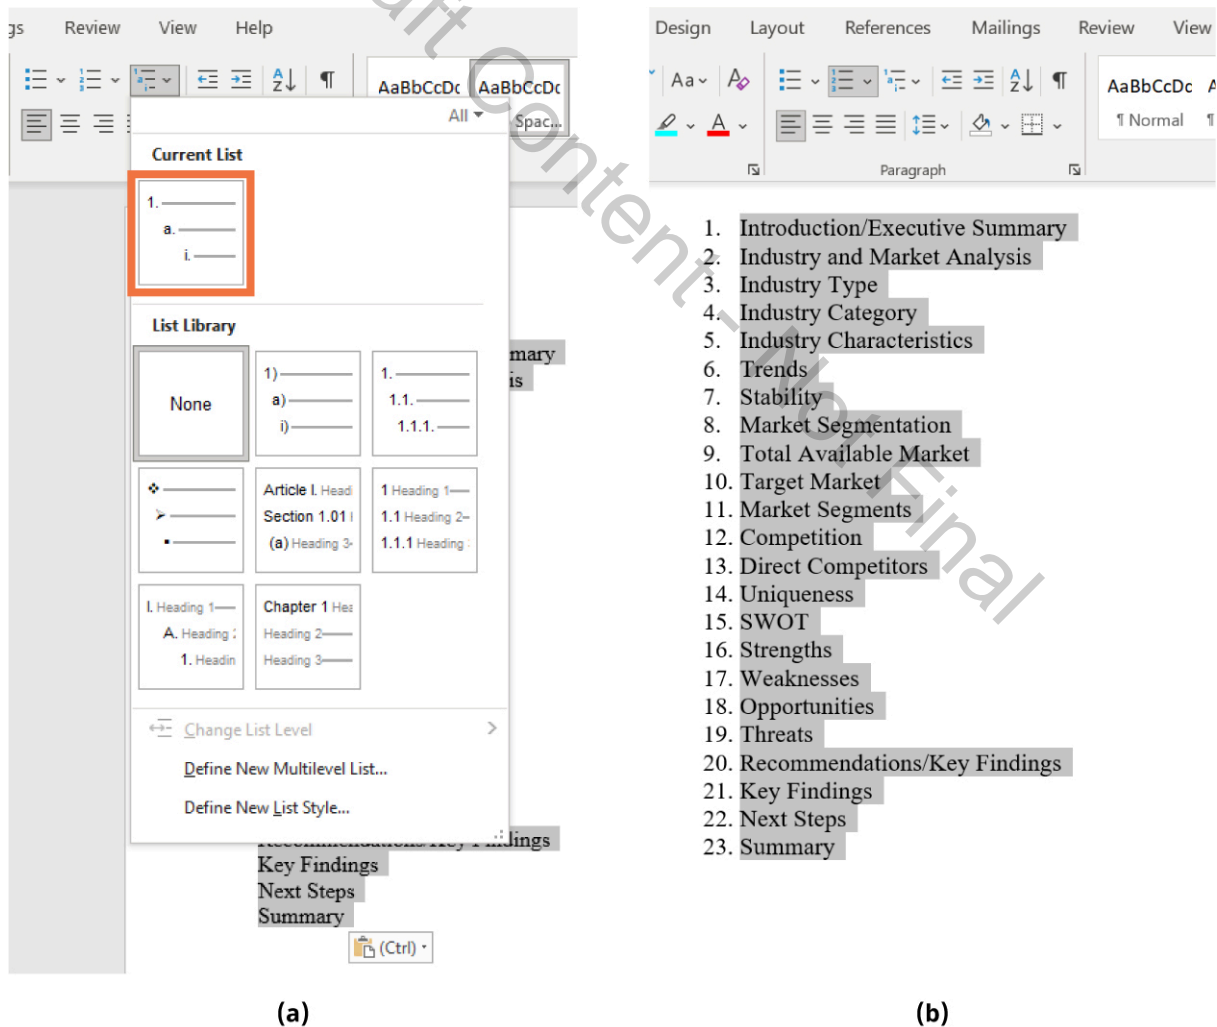 gs Review View Help
AaBbCcDc AaBbCcDc
Spac...
All
Current List
1.
a.
i.
List Library
None
1)
a)
i)
1.
1.1.
1.1.1.
Article I. Head
Section 1.01
(a) Heading 3
1 Heading 1
1.1 Heading 2
1.1.1 Heading
I. Heading 1
A. Heading
1. Headin
Chapter 1 Hea
Heading 2
Heading 3
Change List Level
Define New Multilevel List...
Define New List Style...
mary
is
Recommendations/Key Findings
Key Findings
Next Steps
Summary
(Ctrl)
(a)
Design Layout References Mailings Review View
Aa A
AaBbCcDc A
A
¶ Normal ¶
Paragraph
1. Introduction/Executive Summary
2. Industry and Market Analysis
3. Industry Type
4. Industry Category
5. Industry Characteristics
6. Trends
7. Stability
8. Market Segmentation
9. Total Available Market
10. Target Market
11. Market Segments
12. Competition
13. Direct Competitors
14. Uniqueness
15. SWOT
16. Strengths
17. Weaknesses
18. Opportunities
19. Threats
20. Recommendations/Key Findings
21. Key Findings
22. Next Steps
23. Summary
(b)
aft Content - Not Final